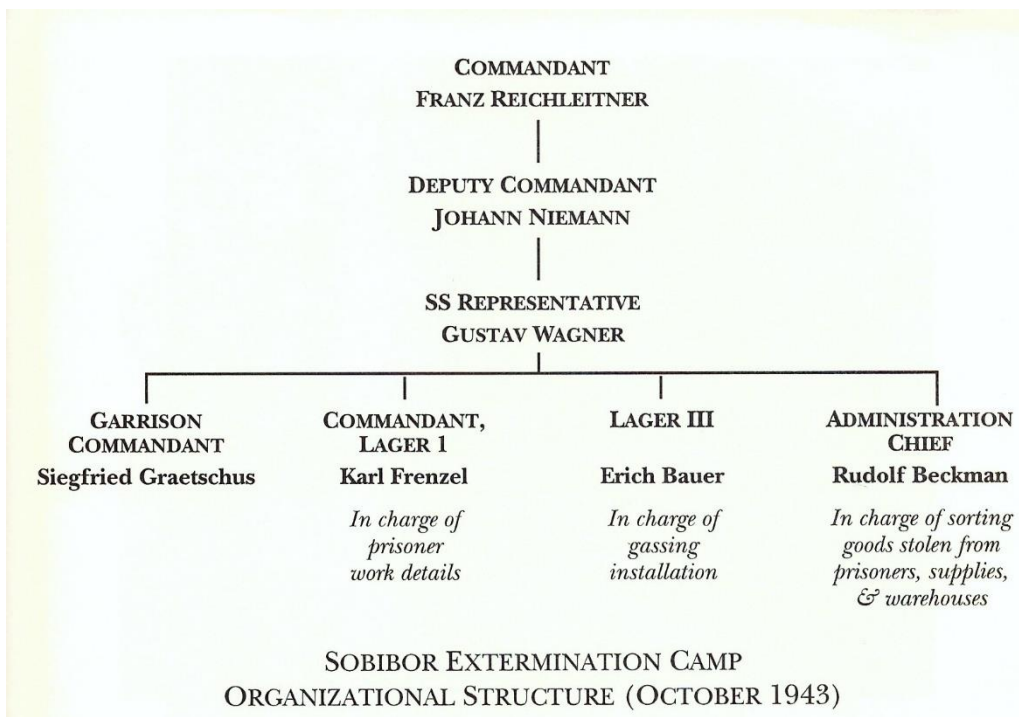 COMMANDANT
FRANZ REICHLEITNER
DEPUTY COMMANDANT
JOHANN NIEMANN
SS REPRESENTATIVE
GUSTAV WAGNER
GARRISON
COMMANDANT
Siegfried Graetschus
COMMANDANT,
LAGER 1
Karl Frenzel
In charge of
prisoner
work details
LAGER III
Erich Bauer
In charge of
gassing
installation
ADMINISTRATION
CHIEF
Rudolf Beckman
In charge of sorting
goods stolen from
prisoners, supplies,
& warehouses
SOBIBOR EXTERMINATION CAMP
ORGANIZATIONAL STRUCTURE (OCTOBER 1943)